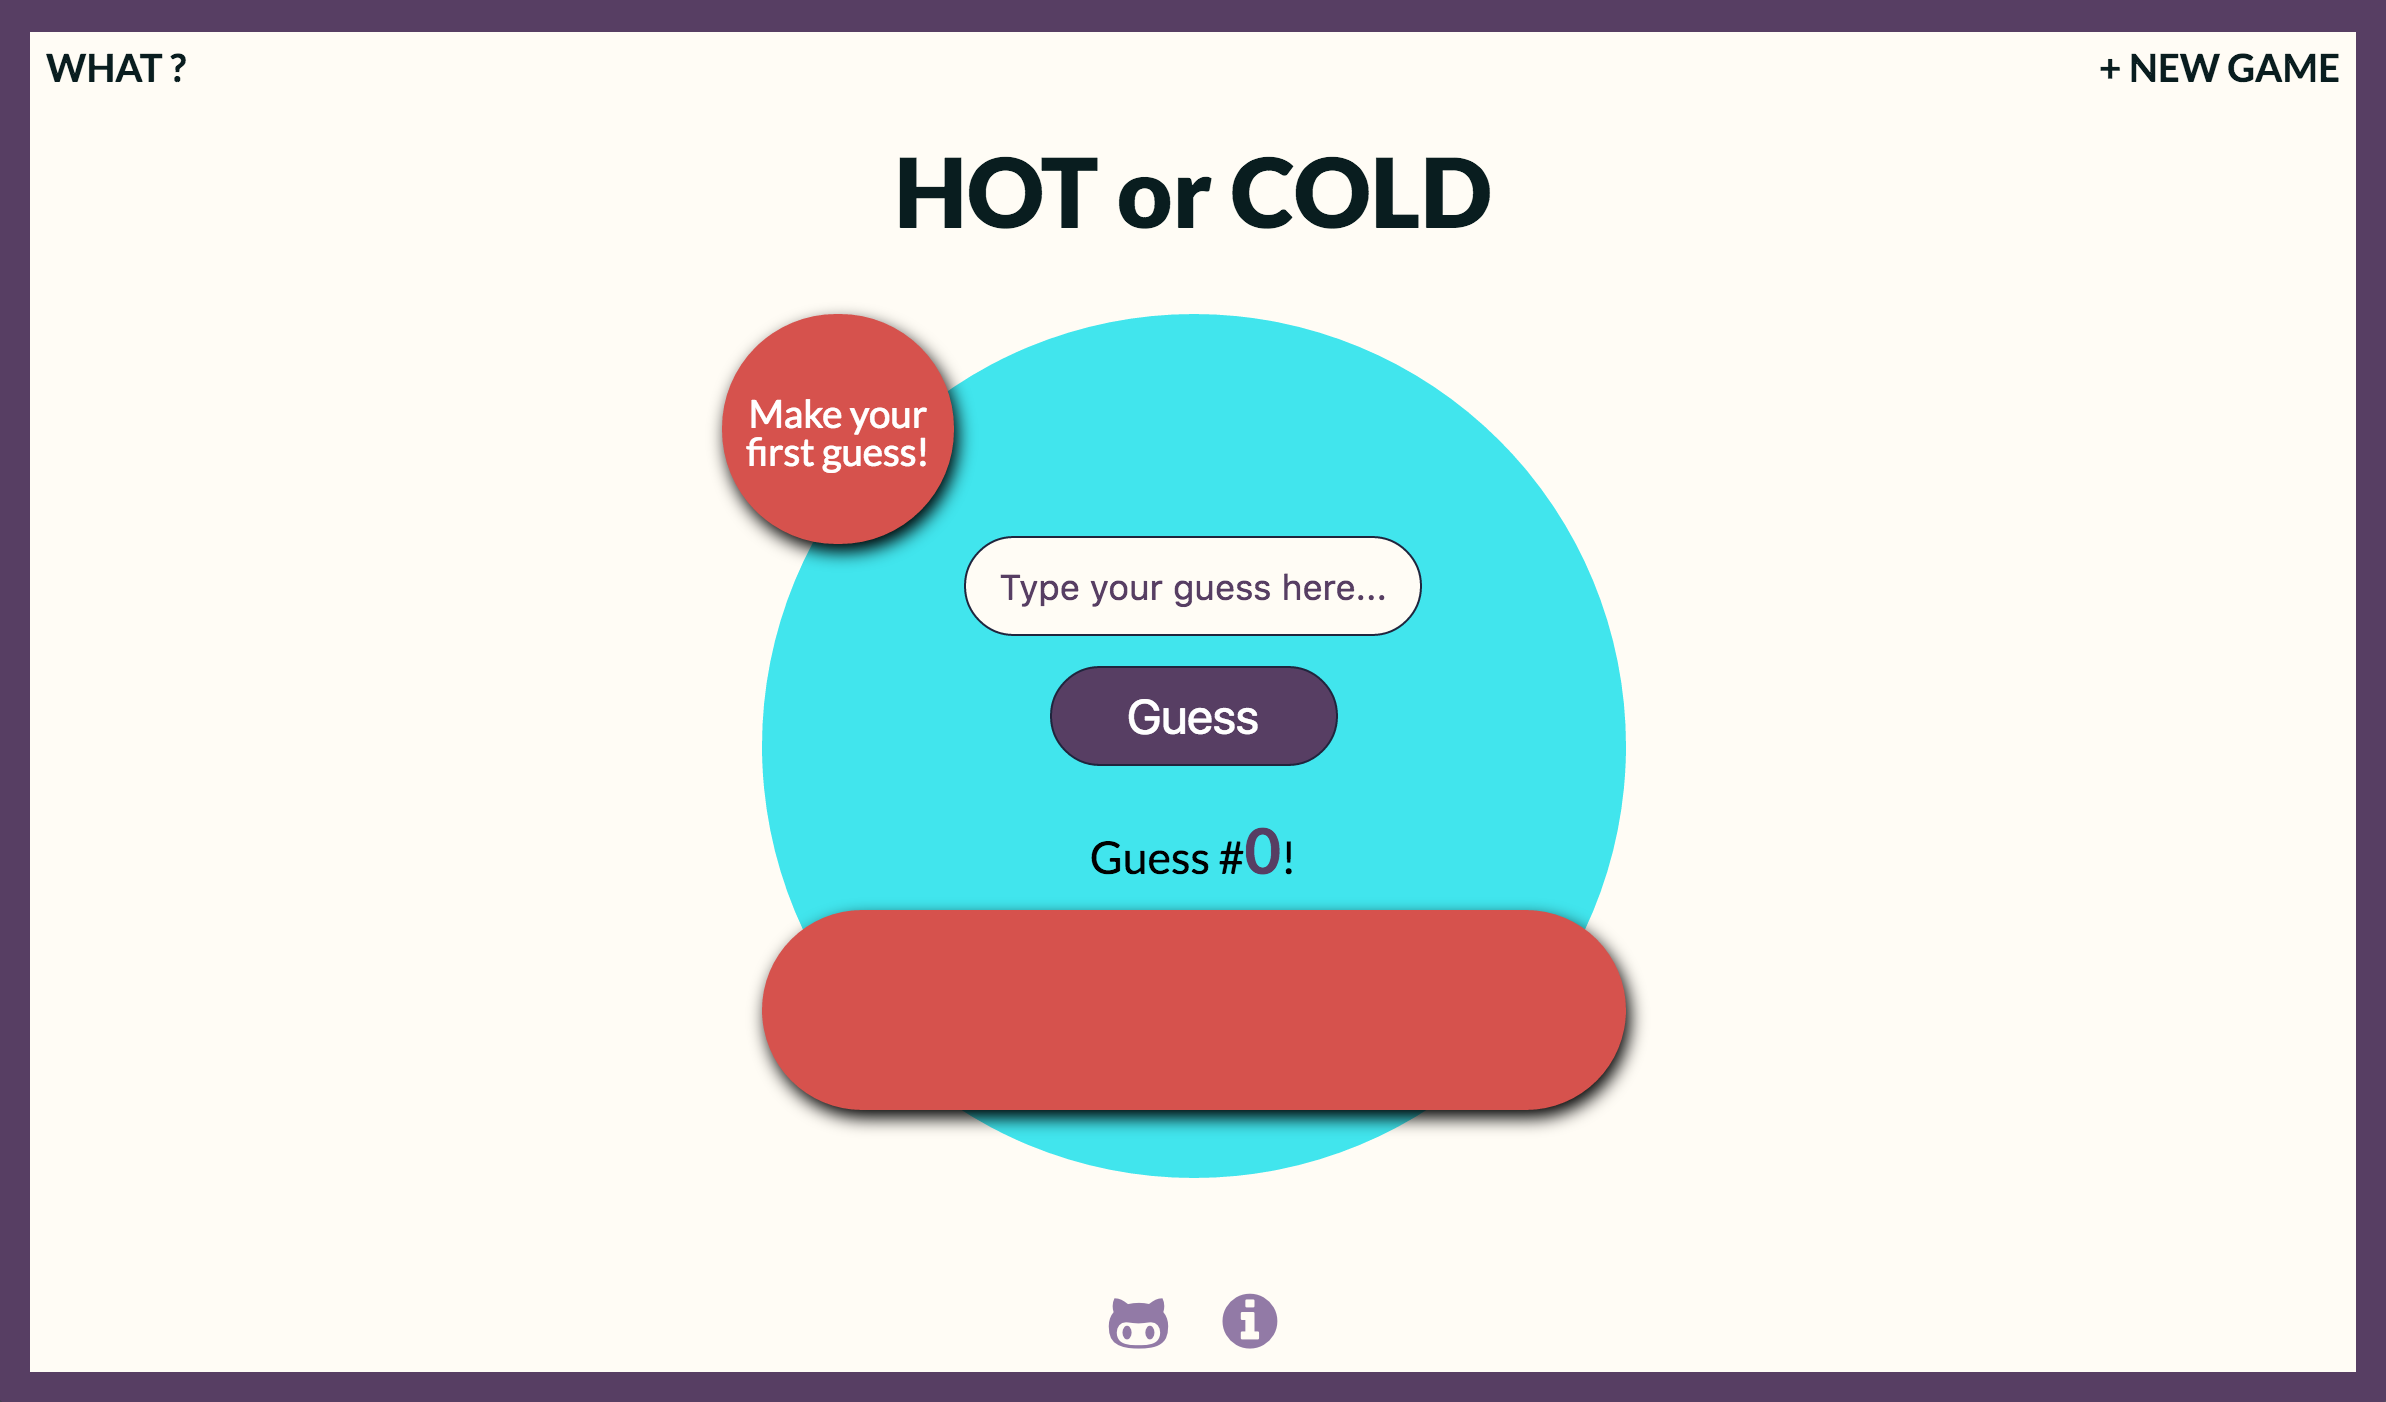 WHAT ?
+ NEW GAME
HOT or COLD
Make your
first guess!
Type your guess here...
Guess
Guess #0!